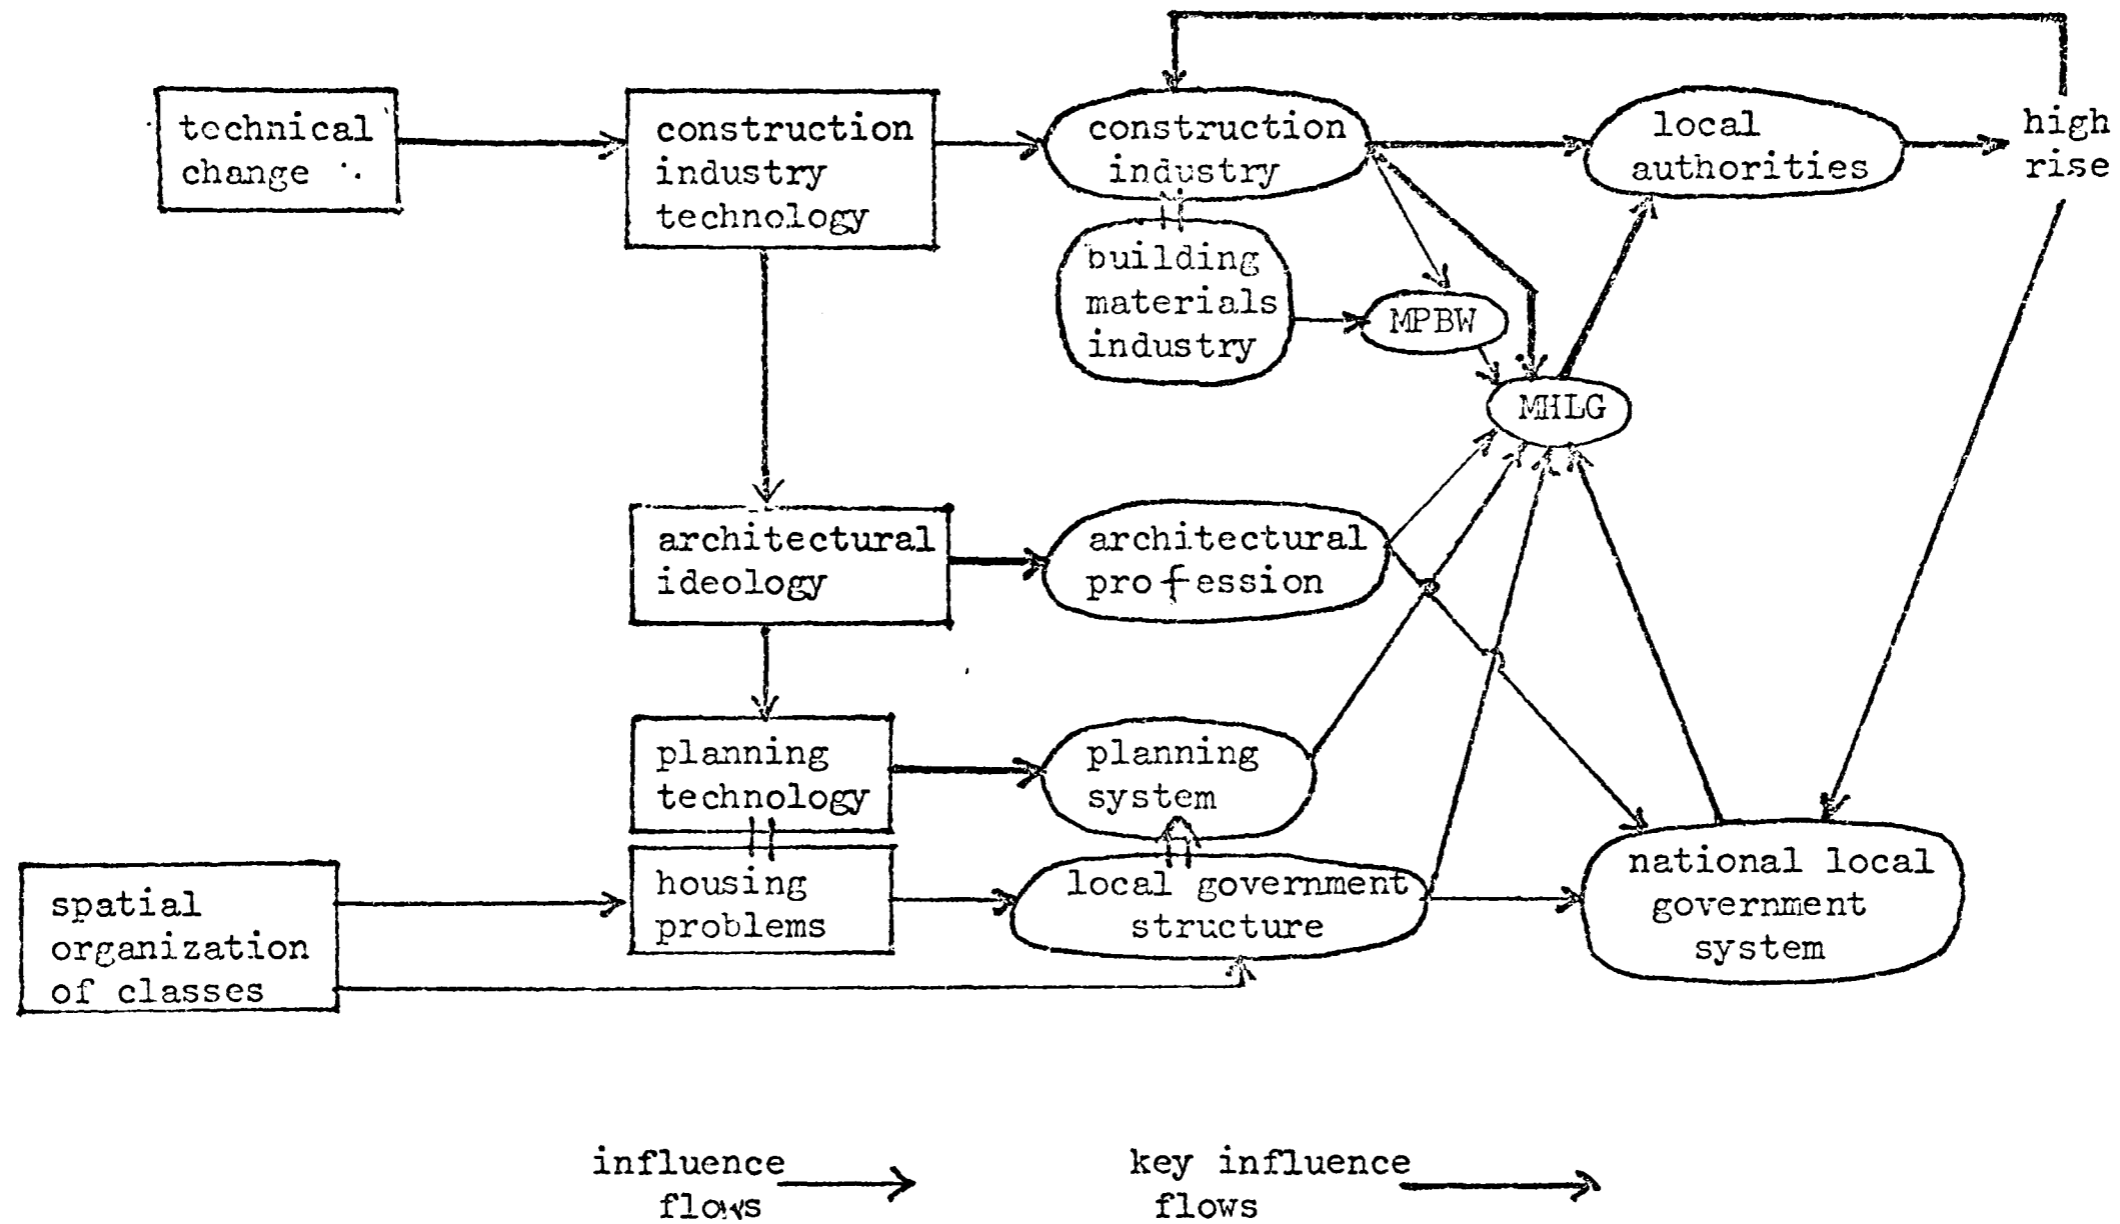 technical
change
construction
industry
technology
construction
industry
local
authorities
high
rise
building
materials
industry
MPBW
MHLG
architectural
ideology
architectural
profession
planning
technology
planning
system
spatial
organization
of classes
housing
problems
local government
structure
national local
government
system
influence
flows
key influence
flows